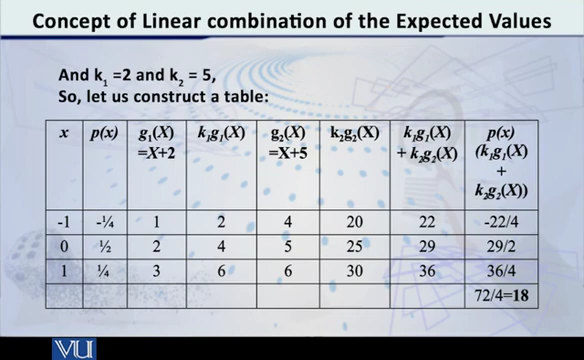 Concept of Linear combination of the Expected Values
And k₁ =2 and k₂ = 5,
So, let us construct a table:
x p(x) g₁(X) =X+2 k₁g₁(X) g₂(X) =X+5 k₂g₂(X) k₁g₁(X) + k₂g₂(X) p(x) (k₁g₁(X) + k₂g₂(X))
-1 -¼ 1 2 4 20 22 -22/4
0 ½ 2 4 5 25 29 29/2
1 ¼ 3 6 6 30 36 36/4
72/4=18
VU